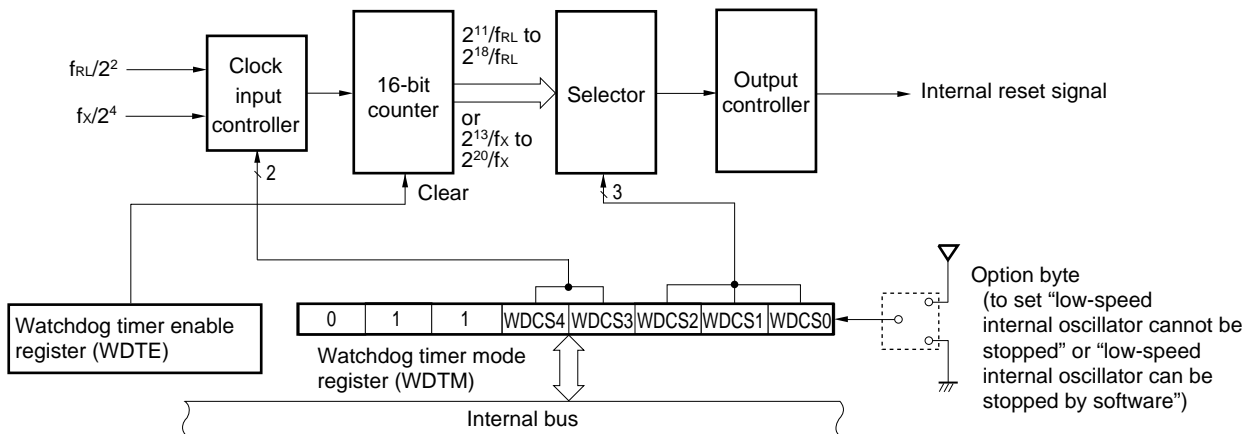 fRL/2²
fX/2⁴
Clock
input
controller
2
16-bit
counter
Clear
2¹¹/fRL to
2¹⁸/fRL
or
2¹³/fX to
2²⁰/fX
Selector
3
Output
controller
Internal reset signal
Watchdog timer enable
register (WDTE)
0 1 1 WDCS4 WDCS3 WDCS2 WDCS1 WDCS0
Watchdog timer mode
register (WDTM)
Internal bus
Option byte
(to set “low-speed
internal oscillator cannot be
stopped” or “low-speed
internal oscillator can be
stopped by software”)